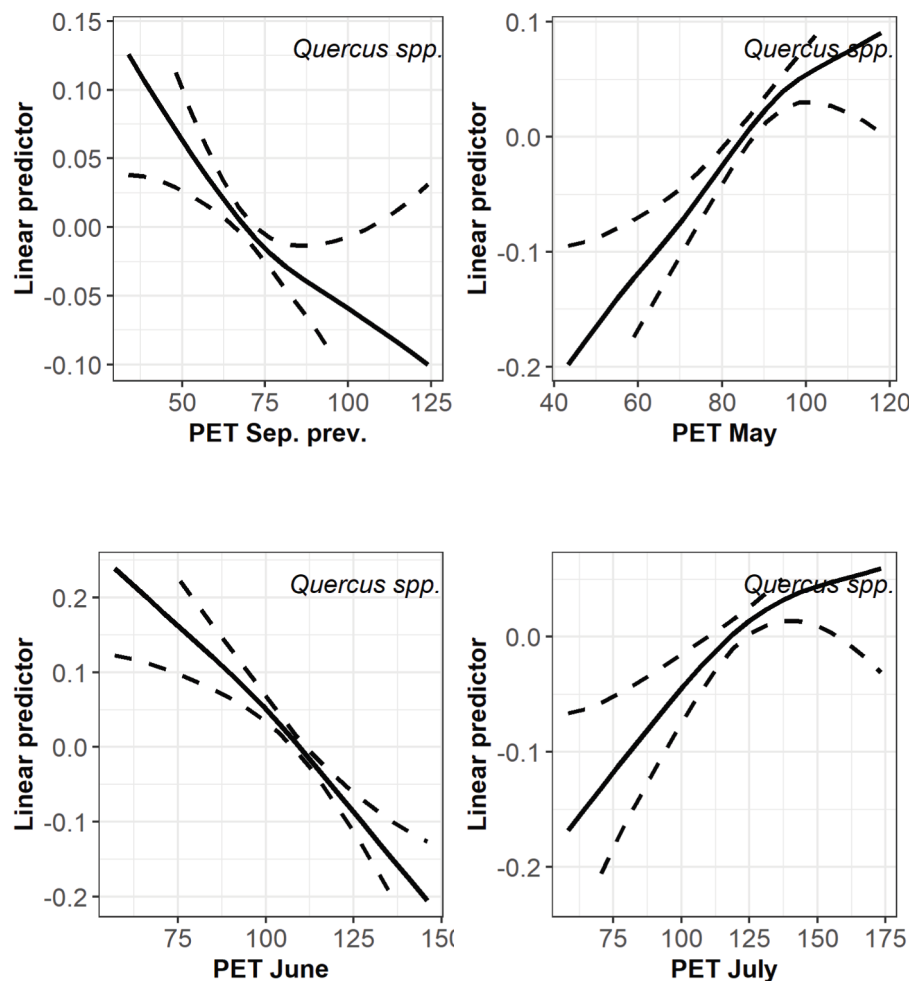 Quercus spp.
Linear predictor
0.15
0.10
0.05
0.00
-0.05
-0.10
50 75 100 125
PET Sep. prev.
Quercus spp.
Linear predictor
0.1
0.0
-0.1
-0.2
40 60 80 100 120
PET May
Quercus spp.
Linear predictor
0.2
0.1
0.0
-0.1
-0.2
75 100 125 150
PET June
Quercus spp.
Linear predictor
0.0
-0.1
-0.2
75 100 125 150 175
PET July